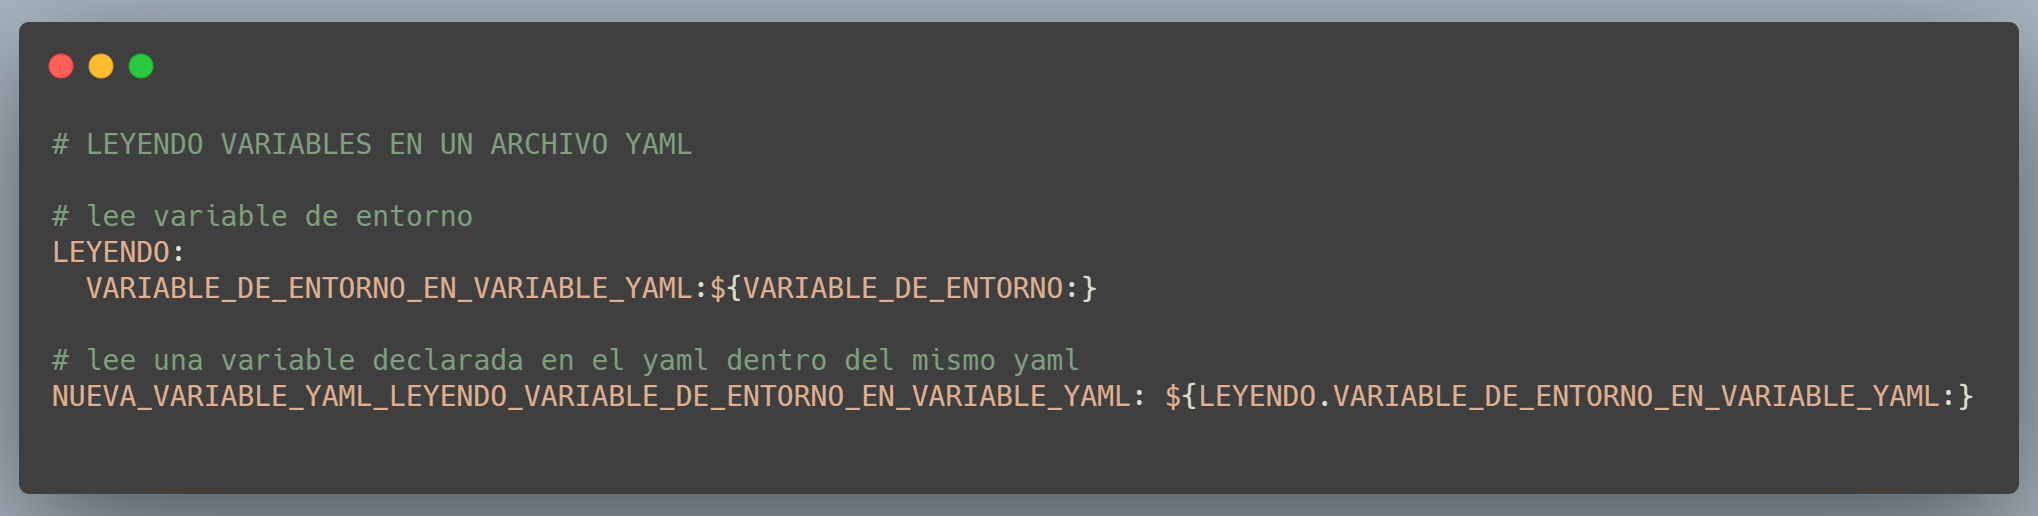 # LEYENDO VARIABLES EN UN ARCHIVO YAML
# lee variable de entorno
LEYENDO:
  VARIABLE_DE_ENTORNO_EN_VARIABLE_YAML:${VARIABLE_DE_ENTORNO:}
# lee una variable declarada en el yaml dentro del mismo yaml
NUEVA_VARIABLE_YAML_LEYENDO_VARIABLE_DE_ENTORNO_EN_VARIABLE_YAML: ${LEYENDO.VARIABLE_DE_ENTORNO_EN_VARIABLE_YAML:}